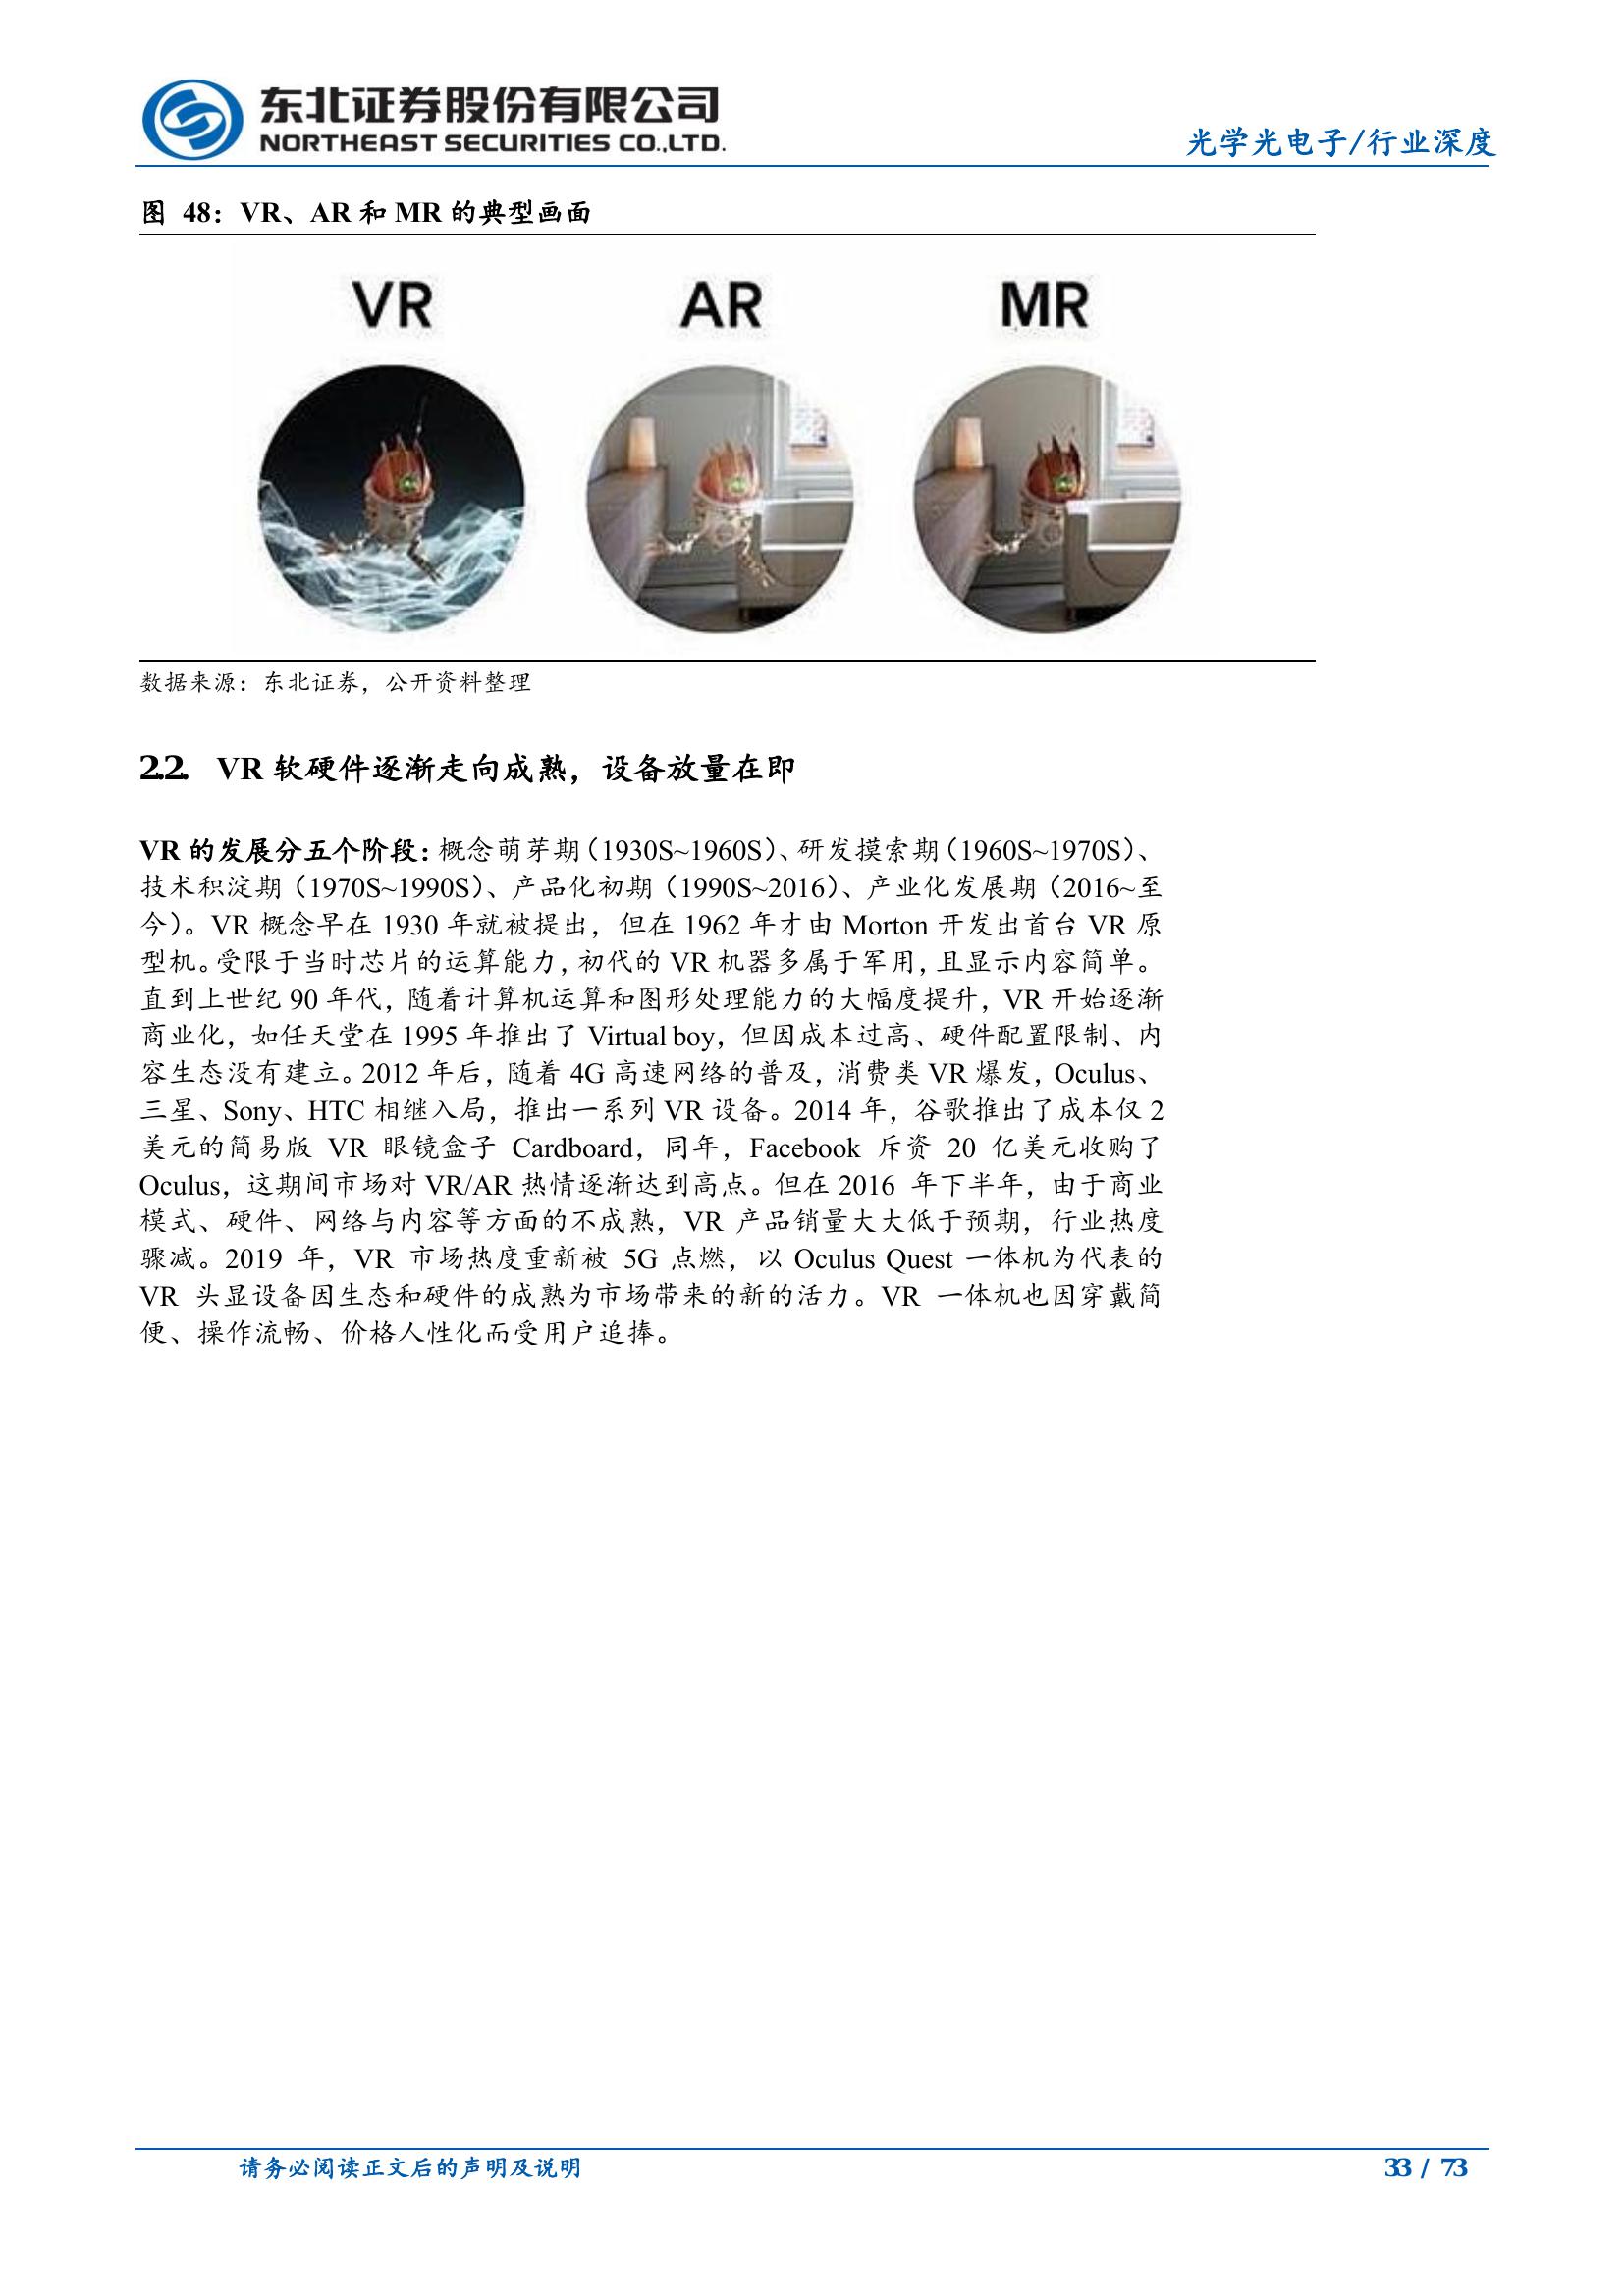 东北证券股份有限公司
NORTHEAST SECURITIES CO.,LTD.
光学光电子/行业深度
图 48：VR、AR 和 MR 的典型画面
VR AR MR
数据来源：东北证券，公开资料整理
2.2. VR 软硬件逐渐走向成熟，设备放量在即
VR 的发展分五个阶段：概念萌芽期（1930S~1960S）、研发摸索期（1960S~1970S）、
技术积淀期（1970S~1990S）、产品化初期（1990S~2016）、产业化发展期（2016~至
今）。VR 概念早在 1930 年就被提出，但在 1962 年才由 Morton 开发出首台 VR 原
型机。受限于当时芯片的运算能力，初代的 VR 机器多属于军用，且显示内容简单。
直到上世纪 90 年代，随着计算机运算和图形处理能力的大幅度提升，VR 开始逐渐
商业化，如任天堂在 1995 年推出了 Virtual boy，但因成本过高、硬件配置限制、内
容生态没有建立。2012 年后，随着 4G 高速网络的普及，消费类 VR 爆发，Oculus、
三星、Sony、HTC 相继入局，推出一系列 VR 设备。2014 年，谷歌推出了成本仅 2
美元的简易版 VR 眼镜盒子 Cardboard，同年，Facebook 斥资 20 亿美元收购了
Oculus，这期间市场对 VR/AR 热情逐渐达到高点。但在 2016 年下半年，由于商业
模式、硬件、网络与内容等方面的不成熟，VR 产品销量大大低于预期，行业热度
骤减。2019 年，VR 市场热度重新被 5G 点燃，以 Oculus Quest 一体机为代表的
VR 头显设备因生态和硬件的成熟为市场带来的新的活力。VR 一体机也因穿戴简
便、操作流畅、价格人性化而受用户追捧。
请务必阅读正文后的声明及说明
33 / 73